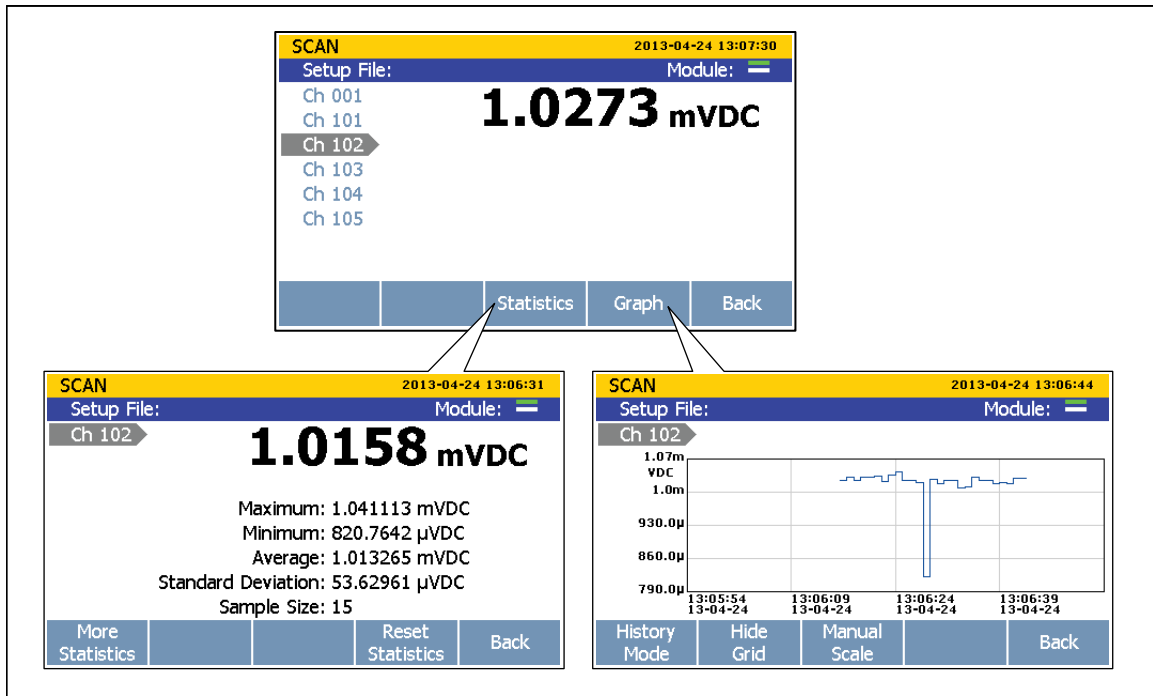 SCAN 2013-04-24 13:07:30
Setup File: Module:
Ch 001
1.0273 mVDC
Ch 101
Ch 102
Ch 103
Ch 104
Ch 105
Statistics Graph Back
SCAN 2013-04-24 13:06:31
Setup File: Module:
Ch 102
1.0158 mVDC
Maximum: 1.041113 mVDC
Minimum: 820.7642 µVDC
Average: 1.013265 mVDC
Standard Deviation: 53.62961 µVDC
Sample Size: 15
More Statistics Reset Statistics Back
SCAN 2013-04-24 13:06:44
Setup File: Module:
Ch 102
1.07m
VDC
1.0m
930.0µ
860.0µ
790.0µ
13:05:54 13:06:09 13:06:24 13:06:39
13-04-24 13-04-24 13-04-24 13-04-24
History Mode Hide Grid Manual Scale Back